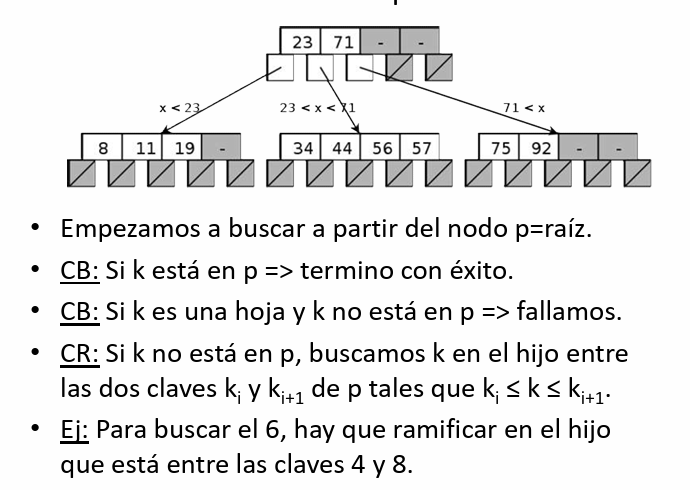 23 71 - -
x < 23 23 < x < 71 71 < x
8 11 19 - 34 44 56 57 75 92 - -
• Empezamos a buscar a partir del nodo p=raíz.
• CB: Si k está en p => termino con éxito.
• CB: Si k es una hoja y k no está en p => fallamos.
• CR: Si k no está en p, buscamos k en el hijo entre
las dos claves kᵢ y kᵢ₊₁ de p tales que kᵢ ≤ k ≤ kᵢ₊₁.
• Ej: Para buscar el 6, hay que ramificar en el hijo
que está entre las claves 4 y 8.